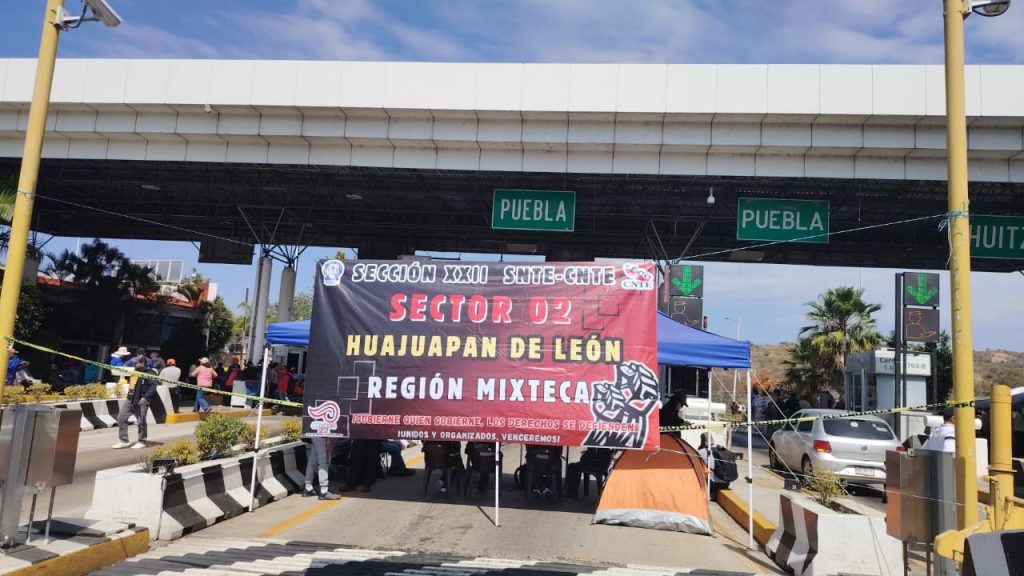 PUEBLA
PUEBLA
HUIT
SECCIÓN XXII SNTE-CNTE
CNTE
SECTOR 02
HUAJUAPAN DE LEÓN
REGIÓN MIXTECA
¡GOBIERNE QUIEN GOBIERNE, LOS DERECHOS SE DEFIENDEN!
¡UNIDOS Y ORGANIZADOS, VENCEREMOS!